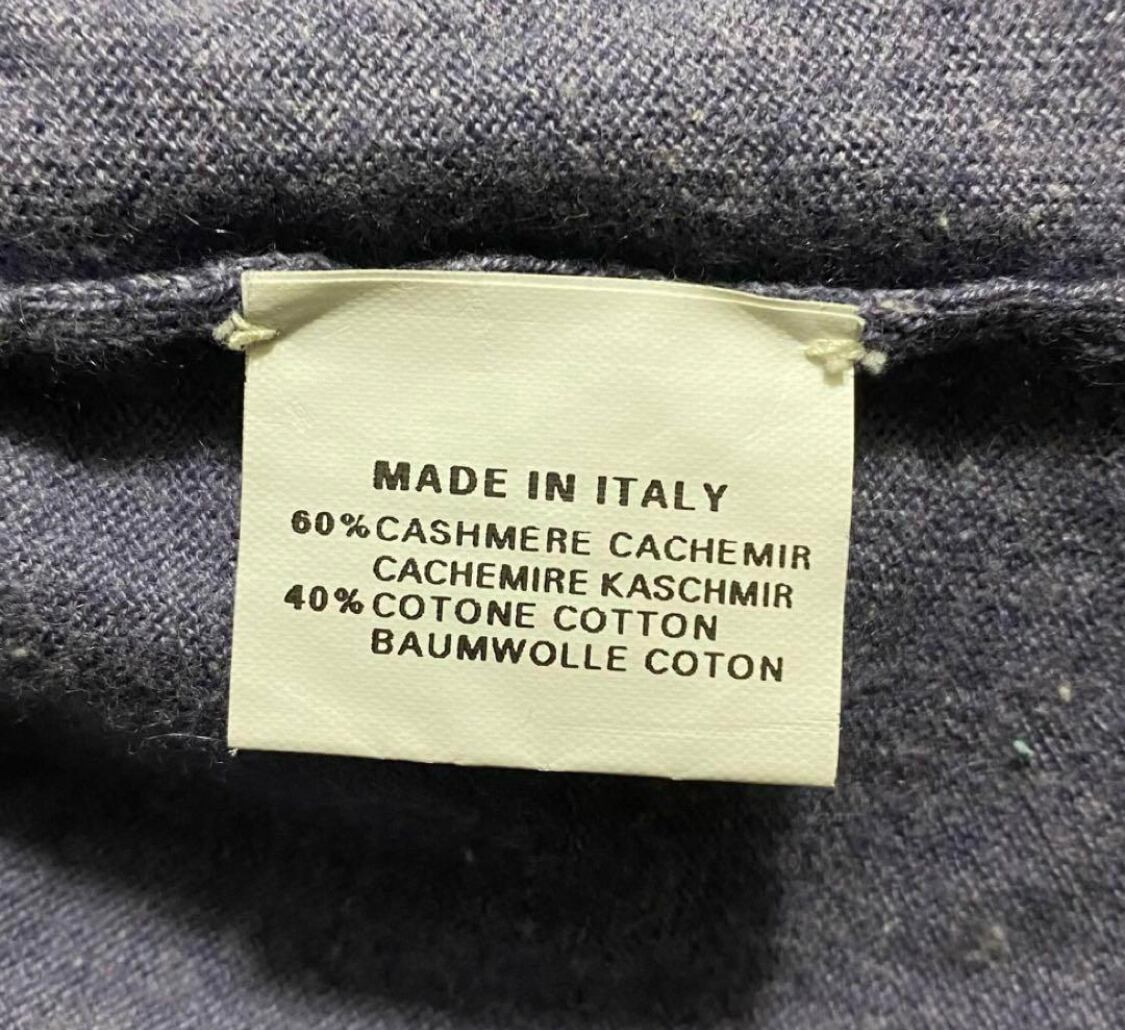 MADE IN ITALY
60% CASHMERE CACHEMIR
CACHEMIRE KASCHMIR
40% COTONE COTTON
BAUMWOLLE COTON